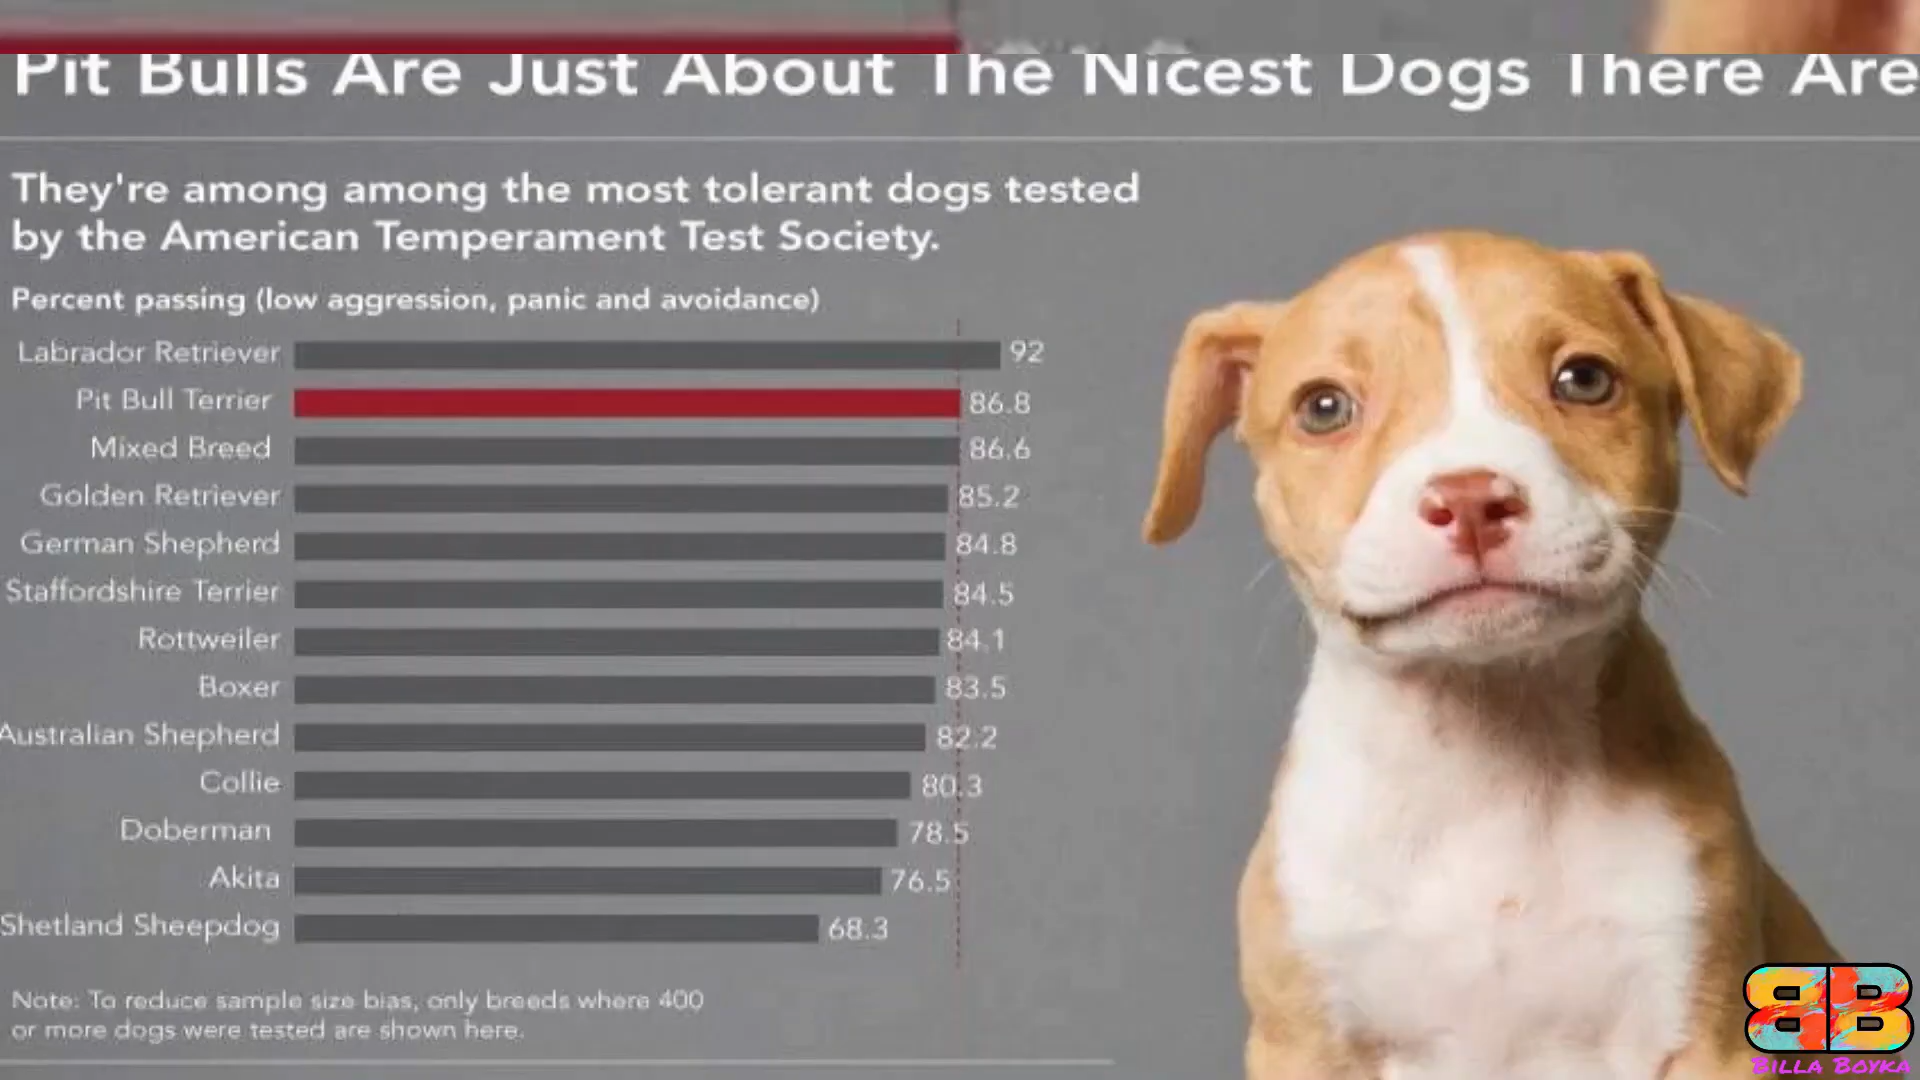 Pit Bulls Are Just About The Nicest Dogs There Are
They're among among the most tolerant dogs tested
by the American Temperament Test Society.
Percent passing (low aggression, panic and avoidance)
Labrador Retriever 92
Pit Bull Terrier 86.8
Mixed Breed 86.6
Golden Retriever 85.2
German Shepherd 84.8
Staffordshire Terrier 84.5
Rottweiler 84.1
Boxer 83.5
Australian Shepherd 82.2
Collie 80.3
Doberman 78.5
Akita 76.5
Shetland Sheepdog 68.3
Note: To reduce sample size bias, only breeds where 400
or more dogs were tested are shown here.
BB
BILLA BOYKA